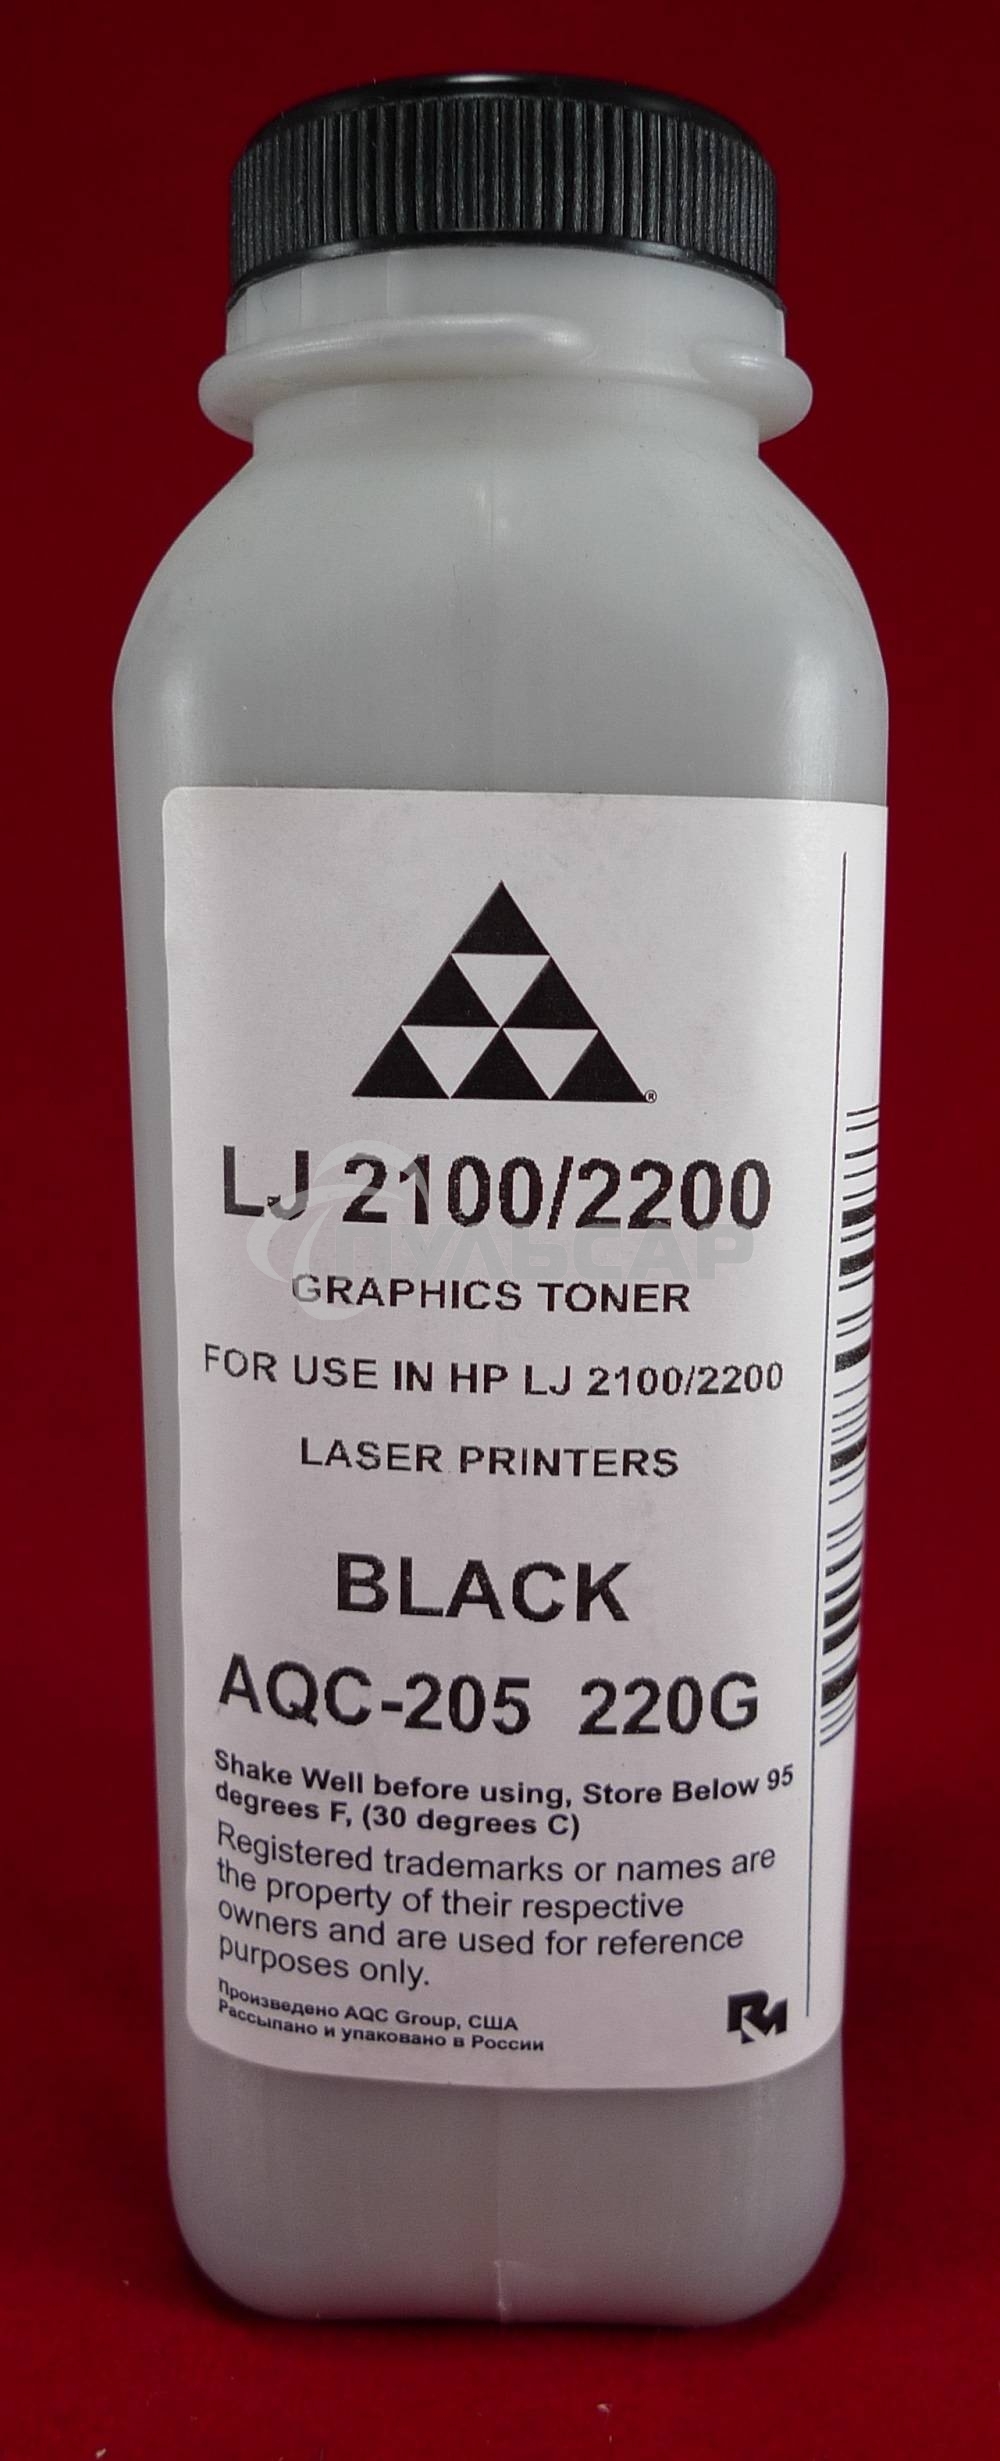 ®
LJ 2100/2200
ПУЛЬСАР
GRAPHICS TONER
FOR USE IN HP LJ 2100/2200
LASER PRINTERS
BLACK
AQC-205 220G
Shake Well before using, Store Below 95
degrees F, (30 degrees C)
Registered trademarks or names are
the property of their respective
owners and are used for reference
purposes only.
Произведено AQC Group, США
Рассыпано и упаковано в России
RM